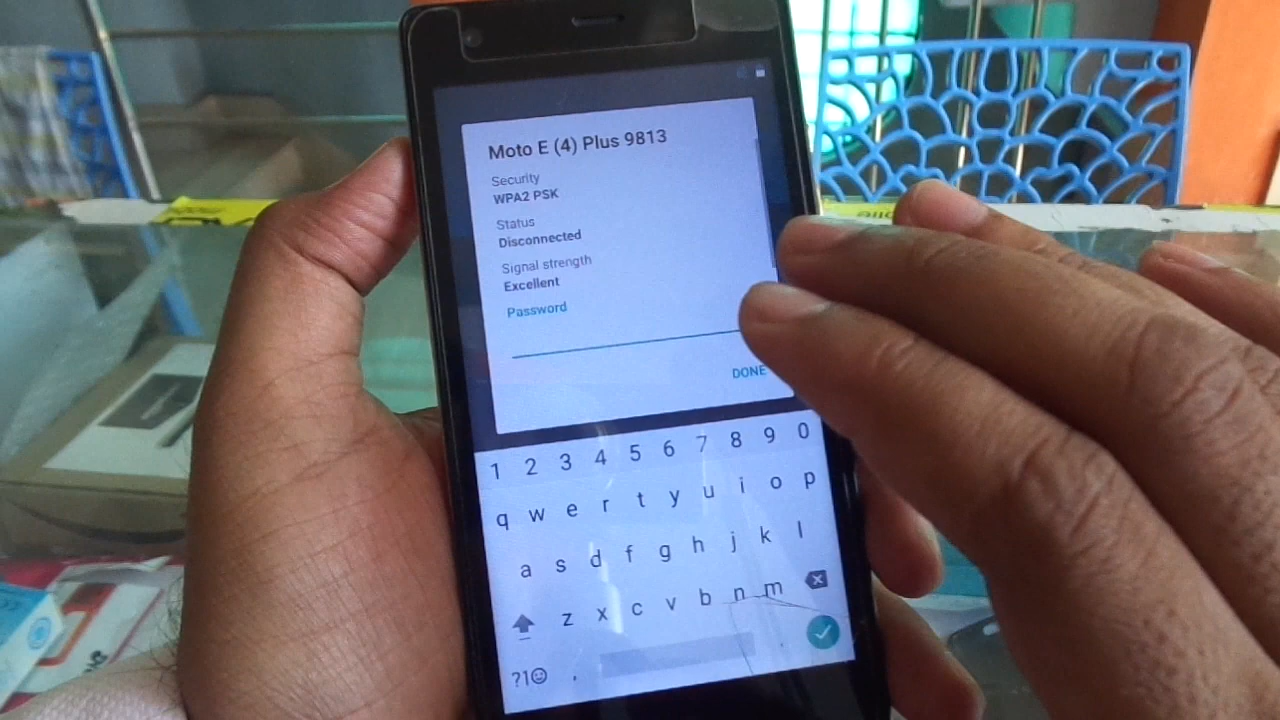 Moto E (4) Plus 9813
Security
WPA2 PSK
Status
Disconnected
Signal strength
Excellent
Password
DONE
1 2 3 4 5 6 7 8 9 0
q w e r t y u i o p
a s d f g h j k l
z x c v b n m
?1☺ ,